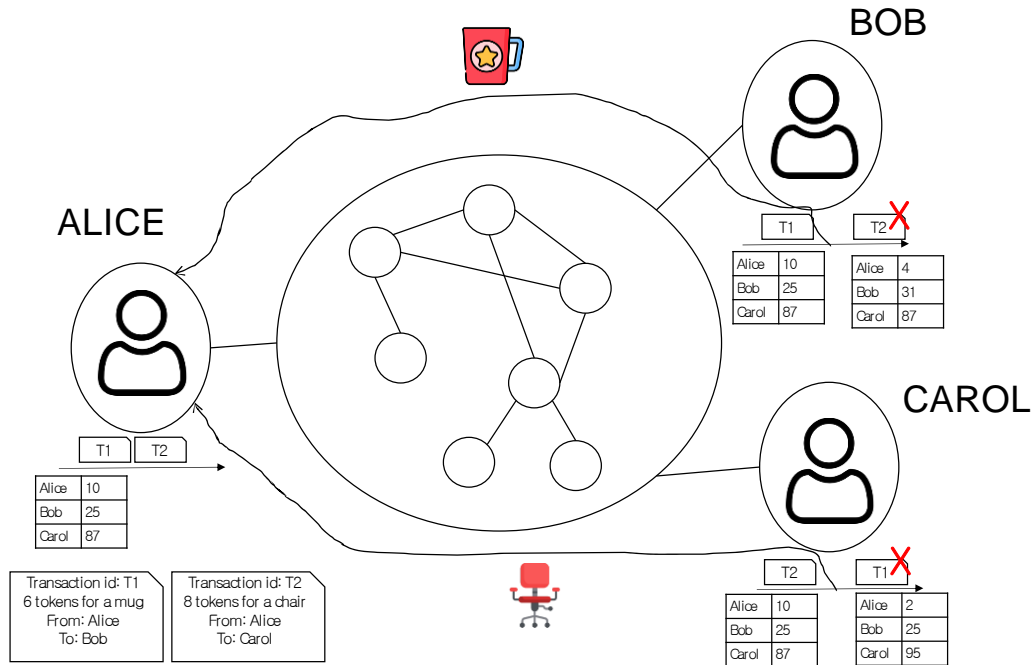 BOB
ALICE
T1
T2
Alice 10
Bob 25
Carol 87
Alice 4
Bob 31
Carol 87
CAROL
T1
T2
Alice 10
Bob 25
Carol 87
T2
T1
Alice 10
Bob 25
Carol 87
Alice 2
Bob 25
Carol 95
Transaction id: T1
6 tokens for a mug
From: Alice
To: Bob
Transaction id: T2
8 tokens for a chair
From: Alice
To: Carol